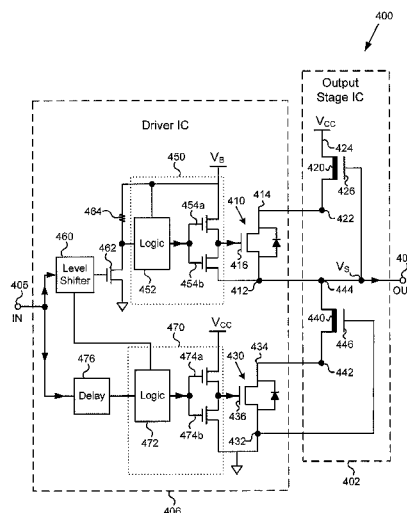 400
Output
Stage IC
Driver IC
VCC
424
450
VB
420
426
454a
410
414
464
422
460
462
Logic
416
Level
Shifter
VS
405
454b
412
444
OUT
IN
452
440
446
470
VCC
476
474a
430
434
442
Delay
Logic
436
432
472
474b
402
406